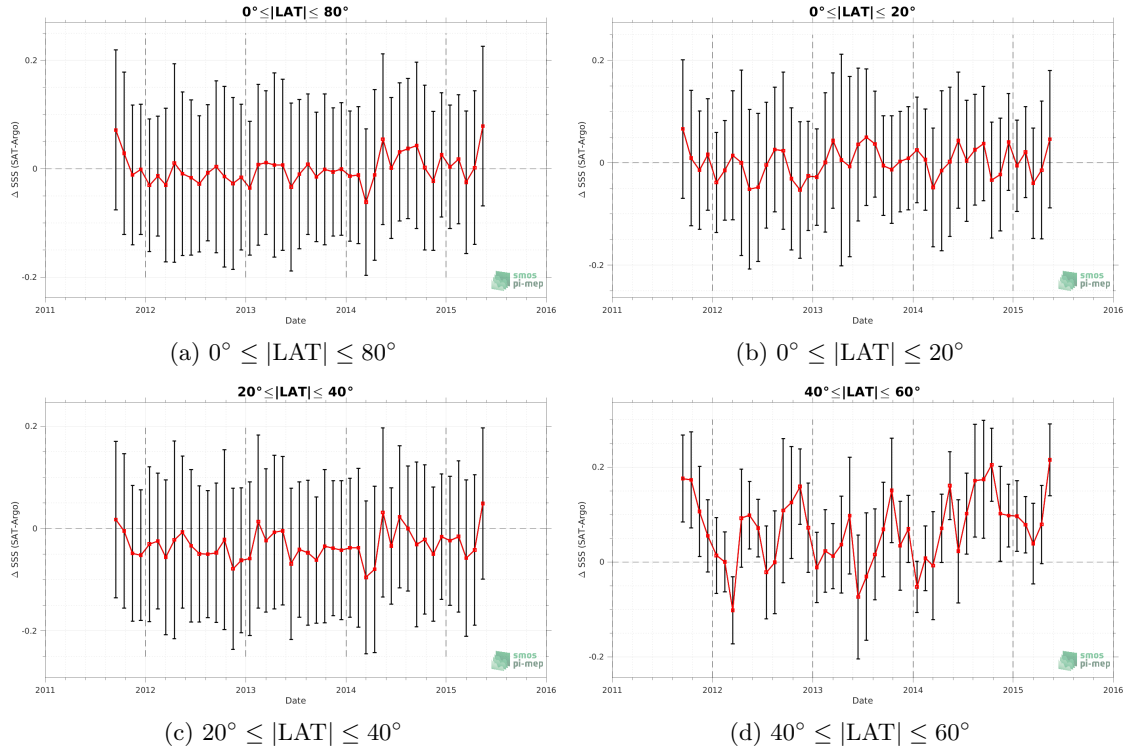 0°≤|LAT|≤ 80°
Δ SSS (SAT-Argo)
0.2
0
-0.2
2011
2012
2013
2014
2015
2016
Date
smos
pi-mep
(a) 0° ≤ |LAT| ≤ 80°
0°≤|LAT|≤ 20°
Δ SSS (SAT-Argo)
0.2
0
-0.2
2011
2012
2013
2014
2015
2016
Date
smos
pi-mep
(b) 0° ≤ |LAT| ≤ 20°
20°≤|LAT|≤ 40°
Δ SSS (SAT-Argo)
0.2
0
-0.2
2011
2012
2013
2014
2015
2016
Date
smos
pi-mep
(c) 20° ≤ |LAT| ≤ 40°
40°≤|LAT|≤ 60°
Δ SSS (SAT-Argo)
0.2
0
-0.2
2011
2012
2013
2014
2015
2016
Date
smos
pi-mep
(d) 40° ≤ |LAT| ≤ 60°